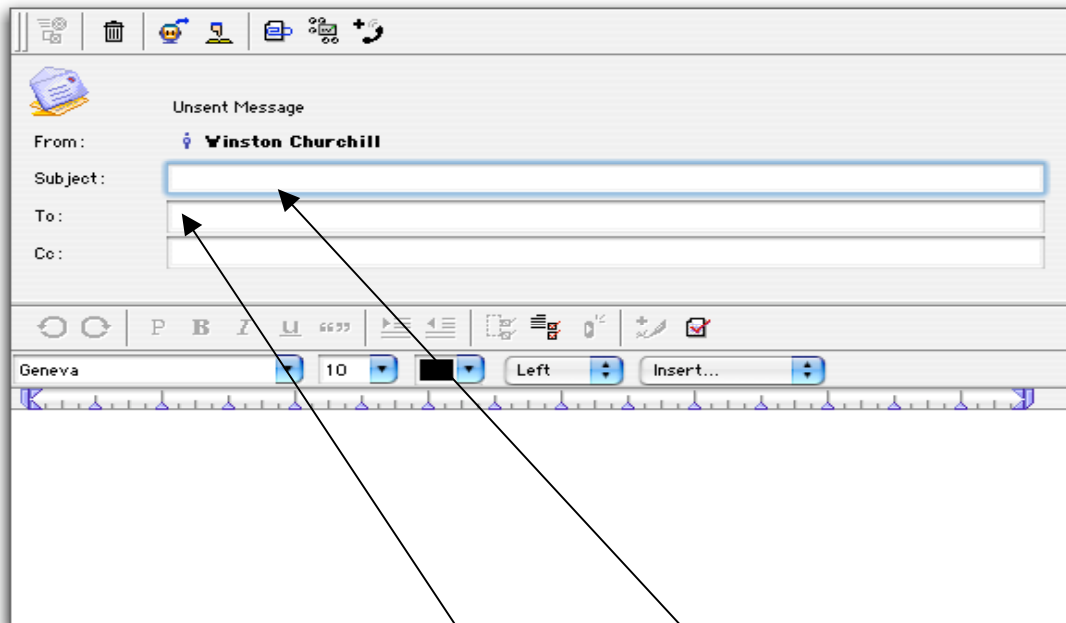 Unsent Message
From: Winston Churchill
Subject:
To:
Cc:
P B I U “”
Geneva 10 Left Insert...